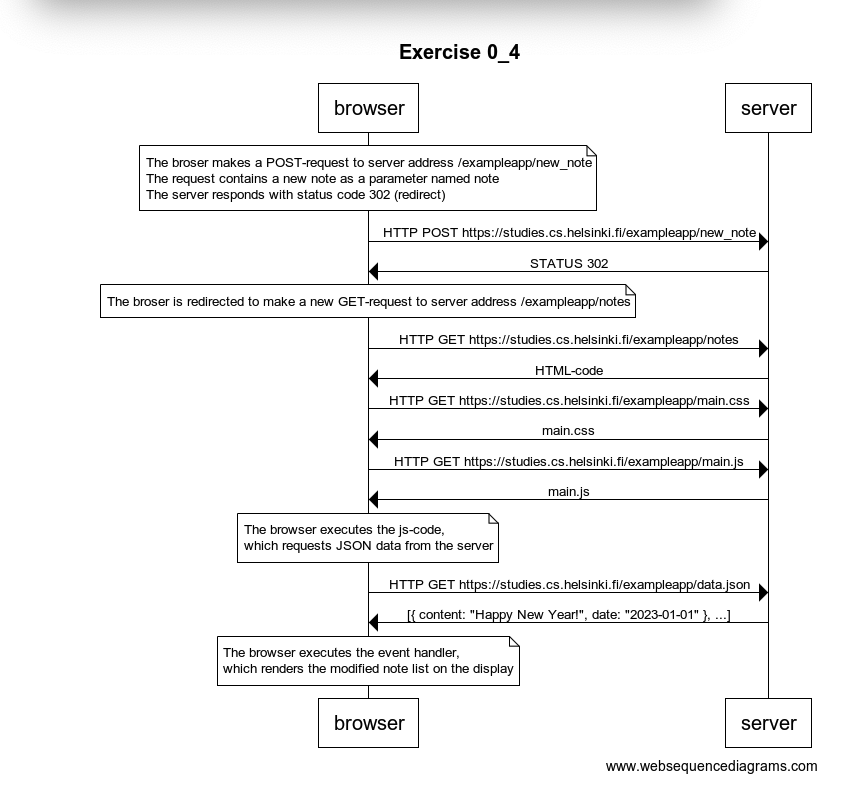 Exercise 0_4
browser
server
The broser makes a POST-request to server address /exampleapp/new_note
The request contains a new note as a parameter named note
The server responds with status code 302 (redirect)
HTTP POST https://studies.cs.helsinki.fi/exampleapp/new_note
STATUS 302
The broser is redirected to make a new GET-request to server address /exampleapp/notes
HTTP GET https://studies.cs.helsinki.fi/exampleapp/notes
HTML-code
HTTP GET https://studies.cs.helsinki.fi/exampleapp/main.css
main.css
HTTP GET https://studies.cs.helsinki.fi/exampleapp/main.js
main.js
The browser executes the js-code,
which requests JSON data from the server
HTTP GET https://studies.cs.helsinki.fi/exampleapp/data.json
[{ content: "Happy New Year!", date: "2023-01-01" }, ...]
The browser executes the event handler,
which renders the modified note list on the display
browser
server
www.websequencediagrams.com